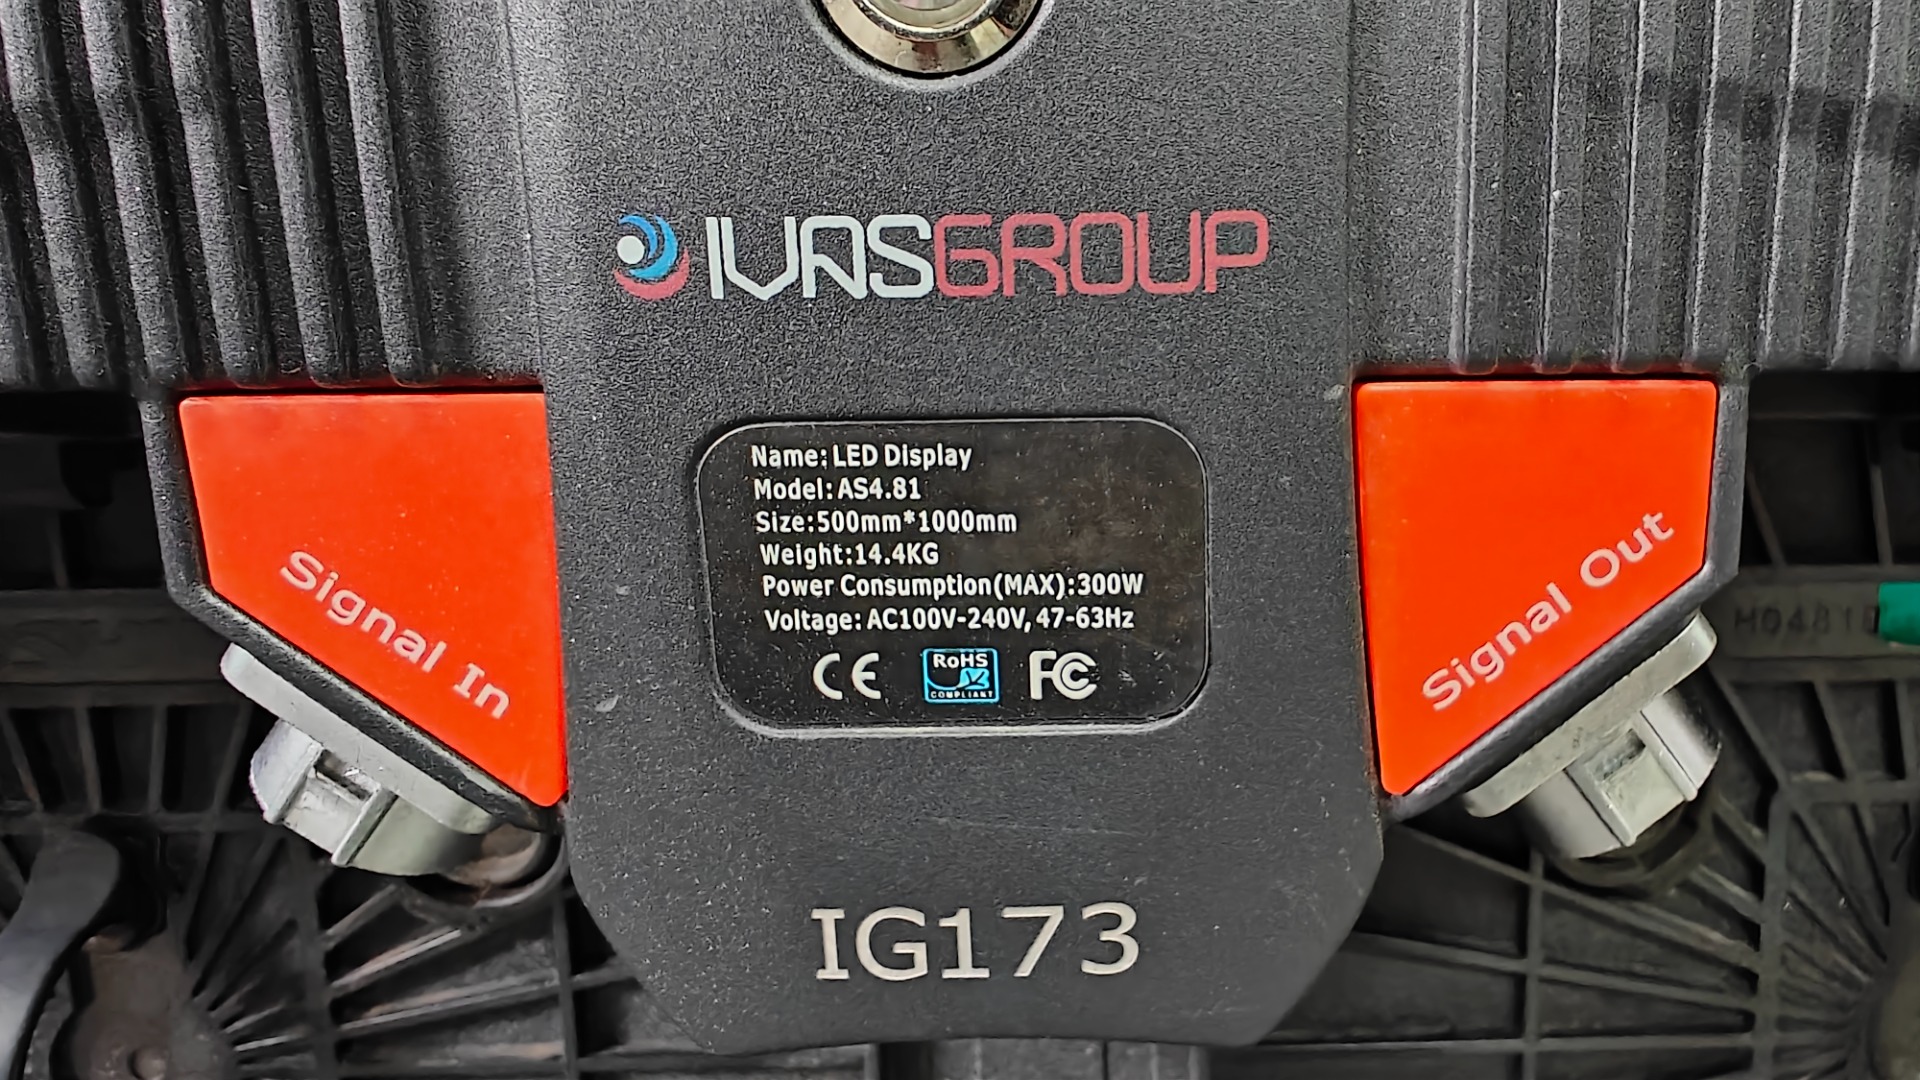 IVASGROUP
Name: LED Display
Model: AS4.81
Size:500mm*1000mm
Weight:14.4KG
Power Consumption(MAX):300W
Voltage: AC100V-240V, 47-63Hz
CE RoHS COMPLIANT FC
Signal In
Signal Out
IG173